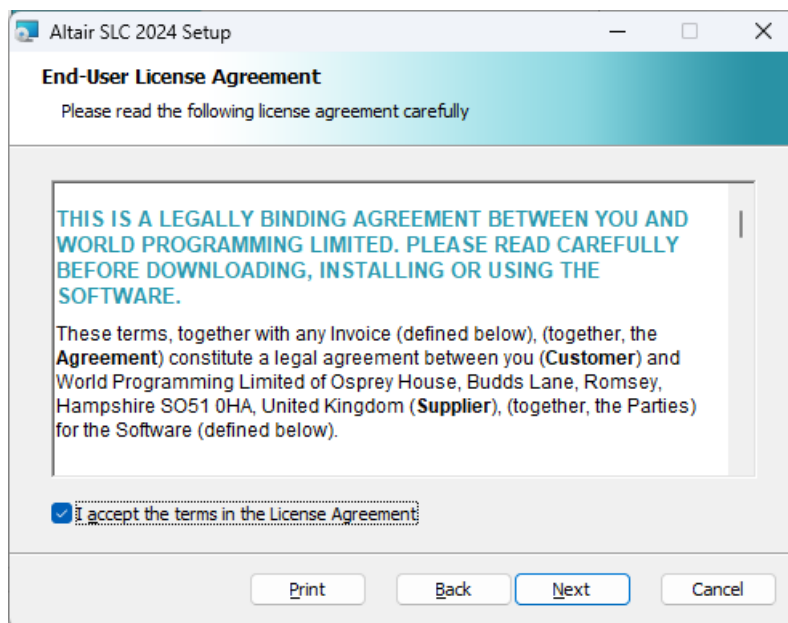 Altair SLC 2024 Setup
End-User License Agreement
Please read the following license agreement carefully
THIS IS A LEGALLY BINDING AGREEMENT BETWEEN YOU AND
WORLD PROGRAMMING LIMITED. PLEASE READ CAREFULLY
BEFORE DOWNLOADING, INSTALLING OR USING THE
SOFTWARE.
These terms, together with any Invoice (defined below), (together, the
Agreement) constitute a legal agreement between you (Customer) and
World Programming Limited of Osprey House, Budds Lane, Romsey,
Hampshire SO51 0HA, United Kingdom (Supplier), (together, the Parties)
for the Software (defined below).
I accept the terms in the License Agreement
Print Back Next Cancel